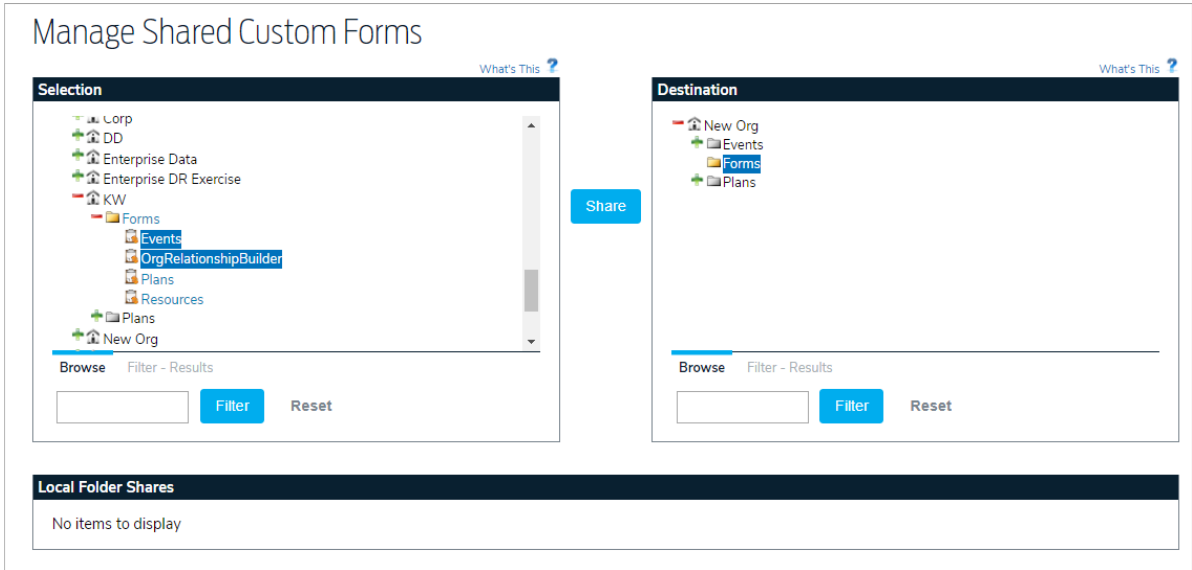 Manage Shared Custom Forms
What's This ?
Selection
Corp
DD
Enterprise Data
Enterprise DR Exercise
KW
Forms
Events
OrgRelationshipBuilder
Plans
Resources
Plans
New Org
Browse Filter - Results
Filter Reset
Share
What's This ?
Destination
New Org
Events
Forms
Plans
Browse Filter - Results
Filter Reset
Local Folder Shares
No items to display